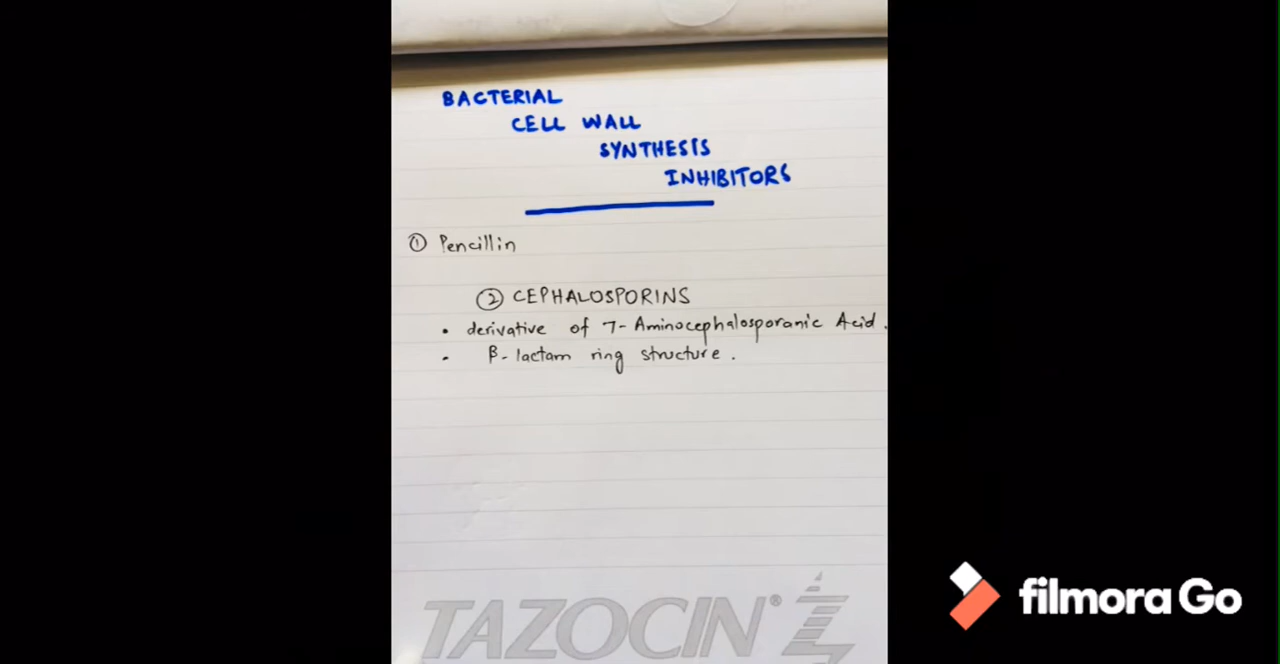 BACTERIAL
CELL WALL
SYNTHESIS
INHIBITORS
① Pencillin
② CEPHALOSPORINS
• derivative of 7-Aminocephalosporanic Acid.
• β-lactam ring structure.
TAZOCIN®
filmora Go